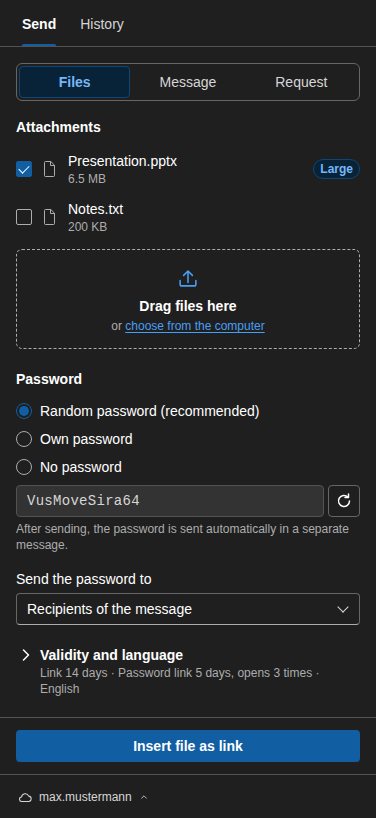 Send History
Files Message Request
Attachments
Presentation.pptx
6.5 MB
Large
Notes.txt
200 KB
Drag files here
or choose from the computer
Password
Random password (recommended)
Own password
No password
VusMoveSira64
After sending, the password is sent automatically in a separate
message.
Send the password to
Recipients of the message
Validity and language
Link 14 days · Password link 5 days, opens 3 times ·
English
Insert file as link
max.mustermann